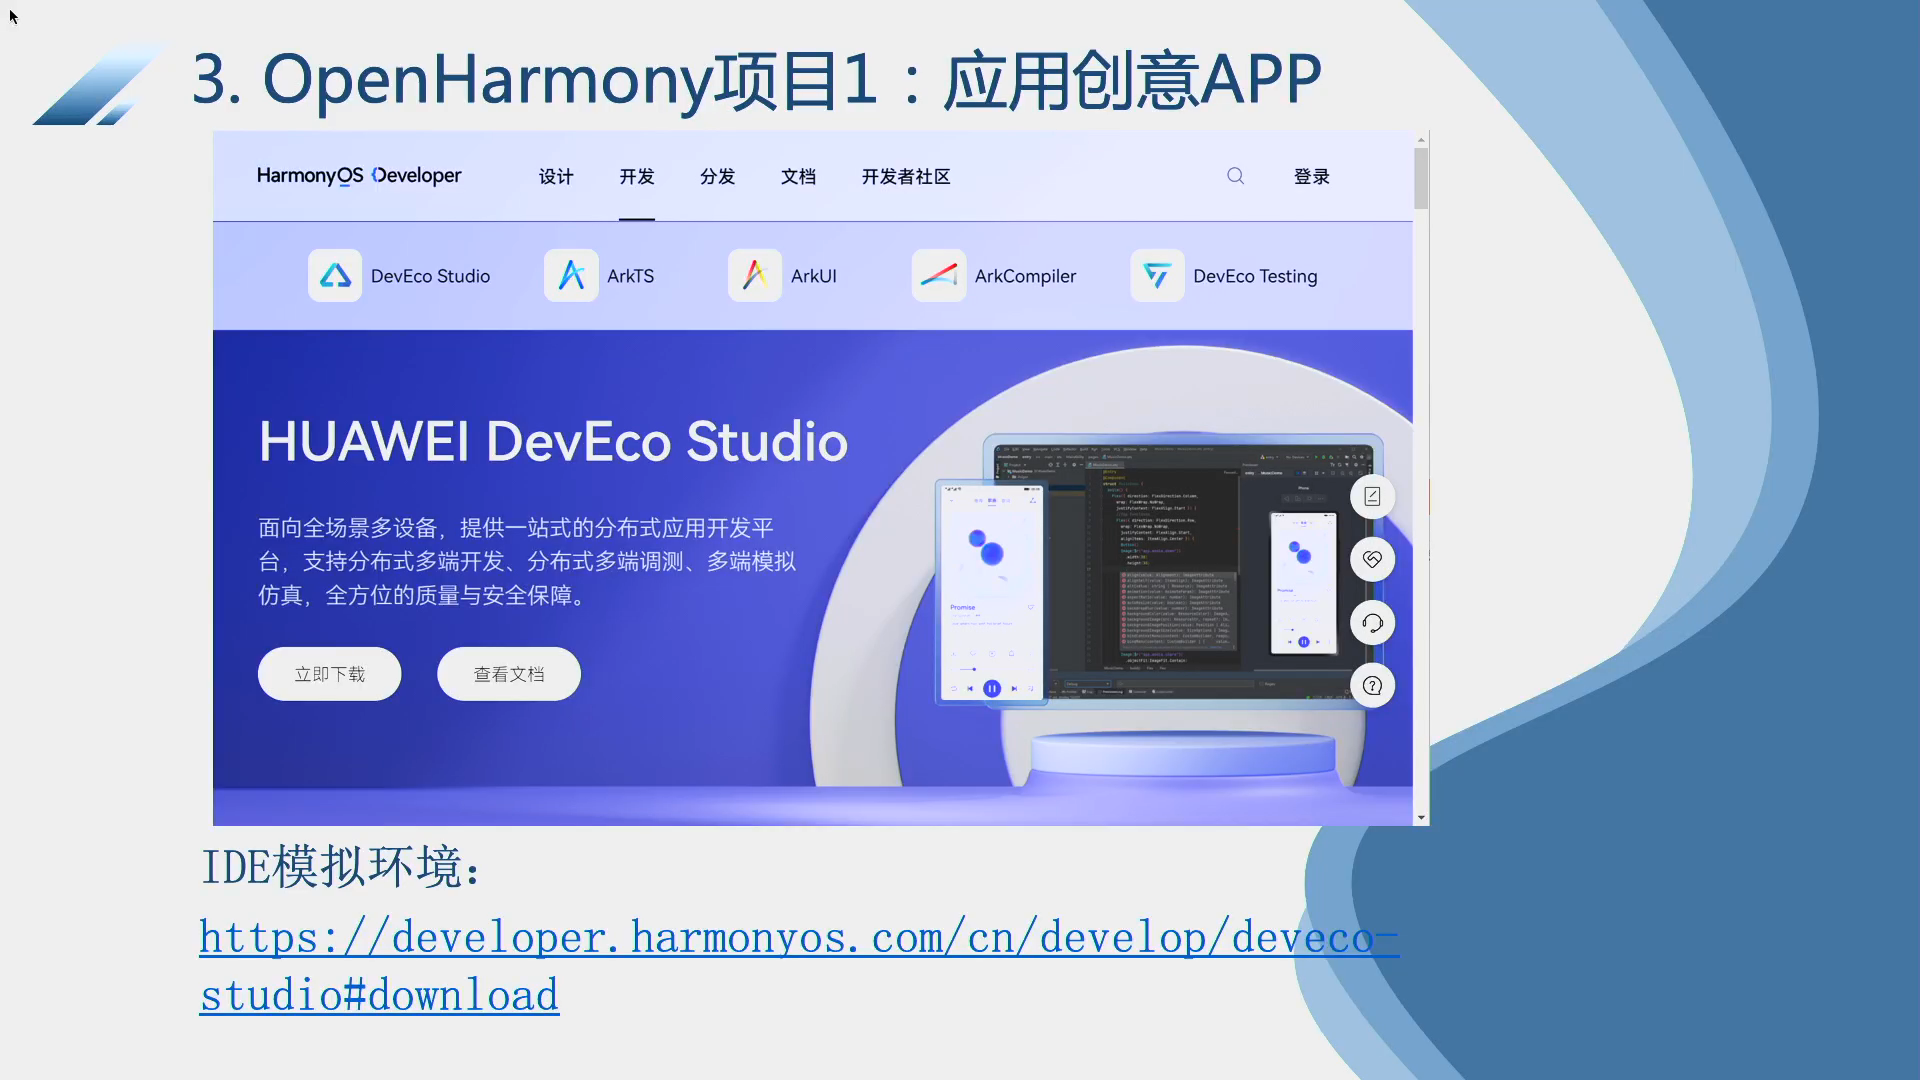 3. OpenHarmony项目1：应用创意APP
HarmonyOS Developer 设计 开发 分发 文档 开发者社区 登录
DevEco Studio ArkTS ArkUI ArkCompiler DevEco Testing
HUAWEI DevEco Studio
面向全场景多设备，提供一站式的分布式应用开发平
台，支持分布式多端开发、分布式多端调测、多端模拟
仿真，全方位的质量与安全保障。
立即下载 查看文档
Promise
IDE模拟环境：
https://developer.harmonyos.com/cn/develop/deveco-
studio#download